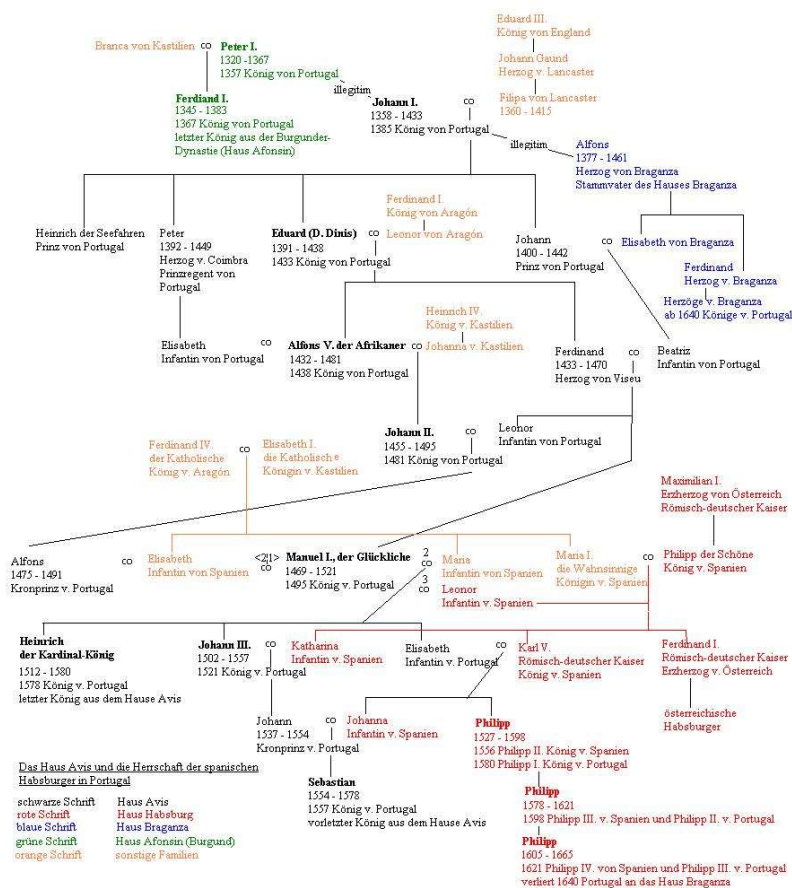 Eduard III.
König von England
Branca von Kastilien
co
Peter I.
1320 -1367
1357 König von Portugal
Johann Gaund
Herzog v. Lancaster
illegitim
Ferdiand I.
1345 - 1383
1367 König von Portugal
letzter König aus der Burgunder-
Dynastie (Haus Afonsin)
Johann I.
1358 - 1433
1385 König von Portugal
co
Filipa von Lancaster
1360 - 1415
illegitim
Alfons
1377 - 1461
Herzog von Braganza
Stammvater des Hauses Braganza
Heinrich der Seefahren
Prinz von Portugal
Peter
1392 - 1449
Herzog v. Coimbra
Prinzregent von
Portugal
Eduard (D. Dinis)
1391 - 1438
1433 König von Portugal
co
Ferdinand I.
König von Aragón
Leonor von Aragón
Johann
1400 - 1442
Prinz von Portugal
co
Elisabeth von Braganza
Ferdinand
Herzog v. Braganza
Herzöge v. Braganza
ab 1640 Könige v. Portugal
Elisabeth
Infantin von Portugal
co
Alfons V. der Afrikaner
1432 - 1481
1438 König von Portugal
co
Heinrich IV.
König v. Kastilien
Johanna v. Kastilien
Ferdinand
1433 - 1470
Herzog von Viseu
co
Beatriz
Infantin von Portugal
Ferdinand IV.
der Katholische
König v. Aragón
co
Elisabeth I.
die Katholische
Königin v. Kastilien
Johann II.
1455 - 1495
1481 König von Portugal
co
Leonor
Infantin von Portugal
Maximilian I.
Erzherzog von Österreich
Römisch-deutscher Kaiser
Alfons
1475 - 1491
Kronprinz v. Portugal
co
Elisabeth
Infantin von Spanien
<2|1>
co
Manuel I., der Glückliche
1469 - 1521
1495 König v. Portugal
2
co
3
co
Maria
Infantin von Spanien
Leonor
Infantin v. Spanien
Maria I.
die Wahnsinnige
Königin v. Spanien
co
Philipp der Schöne
König v. Spanien
Heinrich
der Kardinal-König
1512 - 1580
1578 König v. Portugal
letzter König aus dem Hause Avis
Johann III.
1502 - 1557
1521 König v. Portugal
co
Katharina
Infantin v. Spanien
Elisabeth
Infantin v. Portugal
co
Karl V.
Römisch-deutscher Kaiser
König v. Spanien
Ferdinand I.
Römisch-deutscher Kaiser
Erzherzog v. Österreich
österreichische
Habsburger
Johann
1537 - 1554
Kronprinz v. Portugal
co
Johanna
Infantin v. Spanien
Philipp
1527 - 1598
1556 Philipp II. König v. Spanien
1580 Philipp I. König v. Portugal
Sebastian
1554 - 1578
1557 König v. Portugal
vorletzter König aus dem Hause Avis
Philipp
1578 - 1621
1598 Philipp III. v. Spanien und Philipp II. v. Portugal
Philipp
1605 - 1665
1621 Philipp IV. von Spanien und Philipp III. v. Portugal
verliert 1640 Portugal an das Haus Braganza
Das Haus Avis und die Herrschaft der spanischen
Habsburger in Portugal
schwarze Schrift Haus Avis
rote Schrift Haus Habsburg
blaue Schrift Haus Braganza
grüne Schrift Haus Afonsin (Burgund)
orange Schrift sonstige Familien